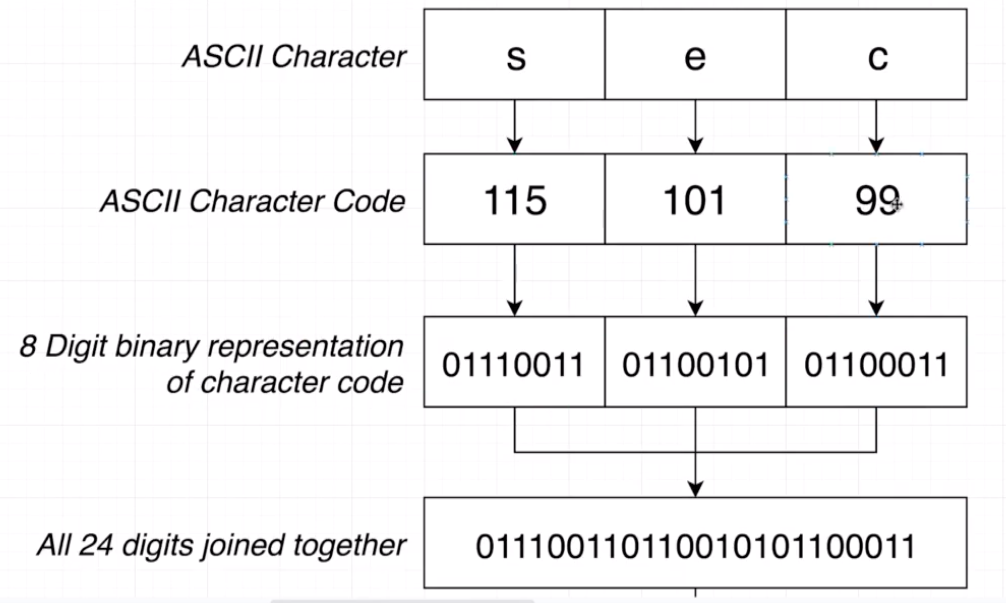 ASCII Character s e c
ASCII Character Code 115 101 99
8 Digit binary representation
of character code 01110011 01100101 01100011
All 24 digits joined together 011100110110010101100011